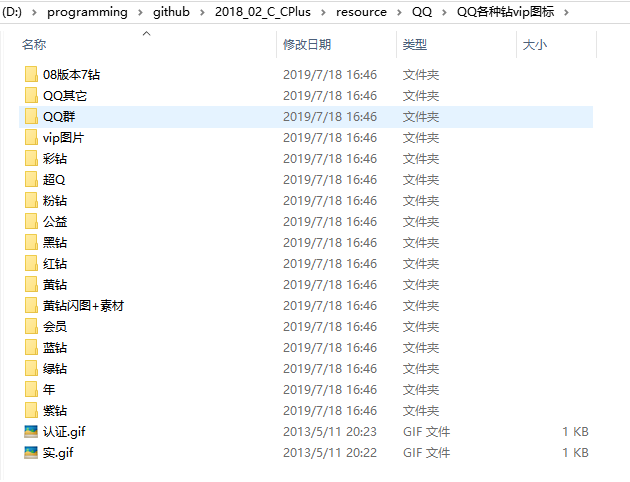 (D:) › programming › github › 2018_02_C_CPlus › resource › QQ › QQ各种钻vip图标 ›
名称 修改日期 类型 大小
08版本7钻 2019/7/18 16:46 文件夹
QQ其它 2019/7/18 16:46 文件夹
QQ群 2019/7/18 16:46 文件夹
vip图片 2019/7/18 16:46 文件夹
彩钻 2019/7/18 16:46 文件夹
超Q 2019/7/18 16:46 文件夹
粉钻 2019/7/18 16:46 文件夹
公益 2019/7/18 16:46 文件夹
黑钻 2019/7/18 16:46 文件夹
红钻 2019/7/18 16:46 文件夹
黄钻 2019/7/18 16:46 文件夹
黄钻闪图+素材 2019/7/18 16:46 文件夹
会员 2019/7/18 16:46 文件夹
蓝钻 2019/7/18 16:46 文件夹
绿钻 2019/7/18 16:46 文件夹
年 2019/7/18 16:46 文件夹
紫钻 2019/7/18 16:46 文件夹
认证.gif 2013/5/11 20:23 GIF 文件 1 KB
实.gif 2013/5/11 20:22 GIF 文件 1 KB